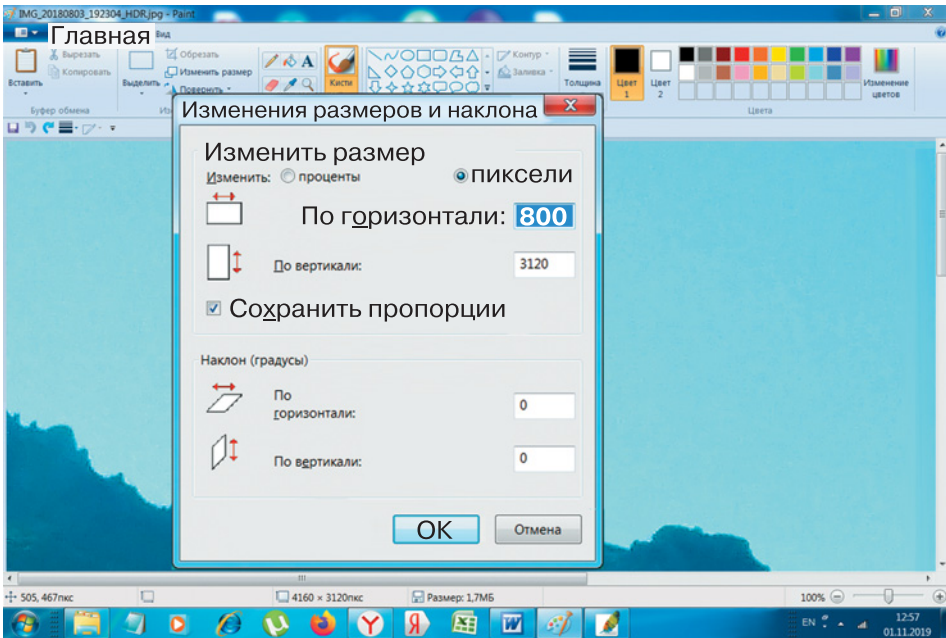 IMG_20180803_192304_HDR.jpg - Paint
Главная Вид
Вставить
Вырезать
Копировать
Буфер обмена
Выделить
Обрезать
Изменить размер
Повернуть
A
Кисти
Контур
Заливка
Толщина
Цвет 1
Цвет 2
Изменение цветов
Цвета
Изменения размеров и наклона
Изменить размер
Изменить: проценты пиксели
По горизонтали: 800
По вертикали: 3120
Сохранить пропорции
Наклон (градусы)
По
горизонтали: 0
По вертикали: 0
OK Отмена
505, 467пкс 4160 × 3120пкс Размер: 1,7МБ 100%
EN 12:57
01.11.2019